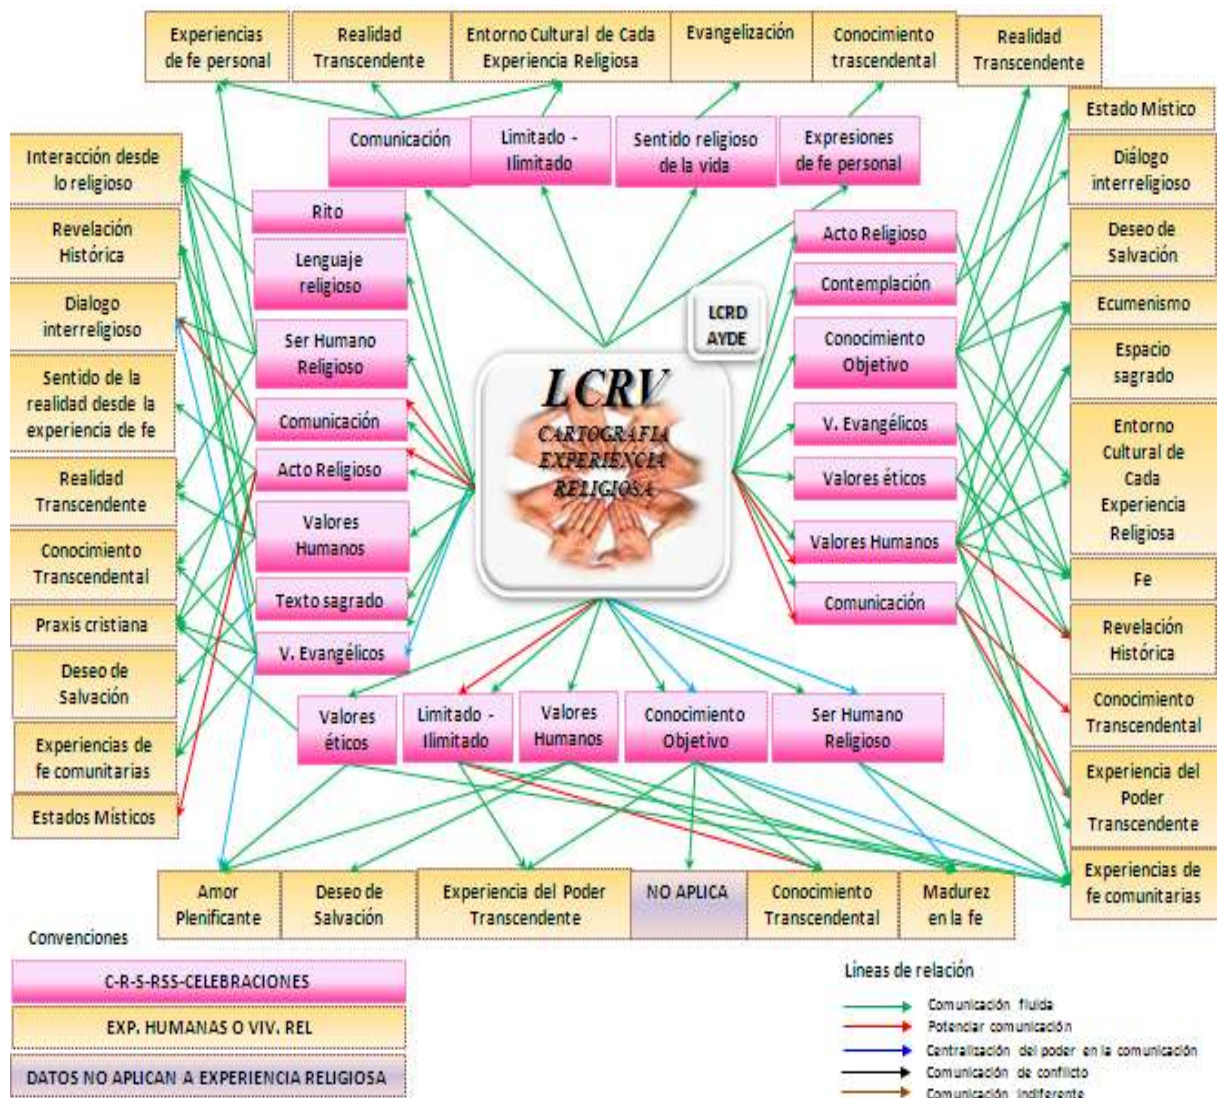 Experiencias
de fe personal
Realidad
Transcendente
Entorno Cultural de Cada
Experiencia Religiosa
Evangelización
Conocimiento
trascendental
Realidad
Transcendente
Comunicación
Limitado -
Ilimitado
Sentido religioso
de la vida
Expresiones
de fe personal
Interacción desde
lo religioso
Revelación
Histórica
Dialogo
interreligioso
Sentido de la
realidad desde la
experiencia de fe
Realidad
Transcendente
Conocimiento
Transcendental
Praxis cristiana
Deseo de
Salvación
Experiencias de
fe comunitarias
Estados Místicos
Rito
Lenguaje
religioso
Ser Humano
Religioso
Comunicación
Acto Religioso
Valores
Humanos
Texto sagrado
V. Evangélicos
LCRD
AYDE
LCRV
CARTOGRAFIA
EXPERIENCIA
RELIGIOSA
Acto Religioso
Contemplación
Conocimiento
Objetivo
V. Evangélicos
Valores éticos
Valores Humanos
Comunicación
Estado Místico
Diálogo
interreligioso
Deseo de
Salvación
Ecumenismo
Espacio
sagrado
Entorno
Cultural de
Cada
Experiencia
Religiosa
Fe
Revelación
Histórica
Conocimiento
Transcendental
Experiencia del
Poder
Transcendente
Experiencias de
fe comunitarias
Valores
éticos
Limitado -
Ilimitado
Valores
Humanos
Conocimiento
Objetivo
Ser Humano
Religioso
Amor
Plenificante
Deseo de
Salvación
Experiencia del Poder
Transcendente
NO APLICA
Conocimiento
Transcendental
Madurez
en la fe
Convenciones
C-R-S-RSS-CELEBRACIONES
EXP. HUMANAS O VIV. REL
DATOS NO APLICAN A EXPERIENCIA RELIGIOSA
Líneas de relación
Comunicación fluida
Potenciar comunicación
Centralización del poder en la comunicación
Comunicación de conflicto
Comunicación indiferente